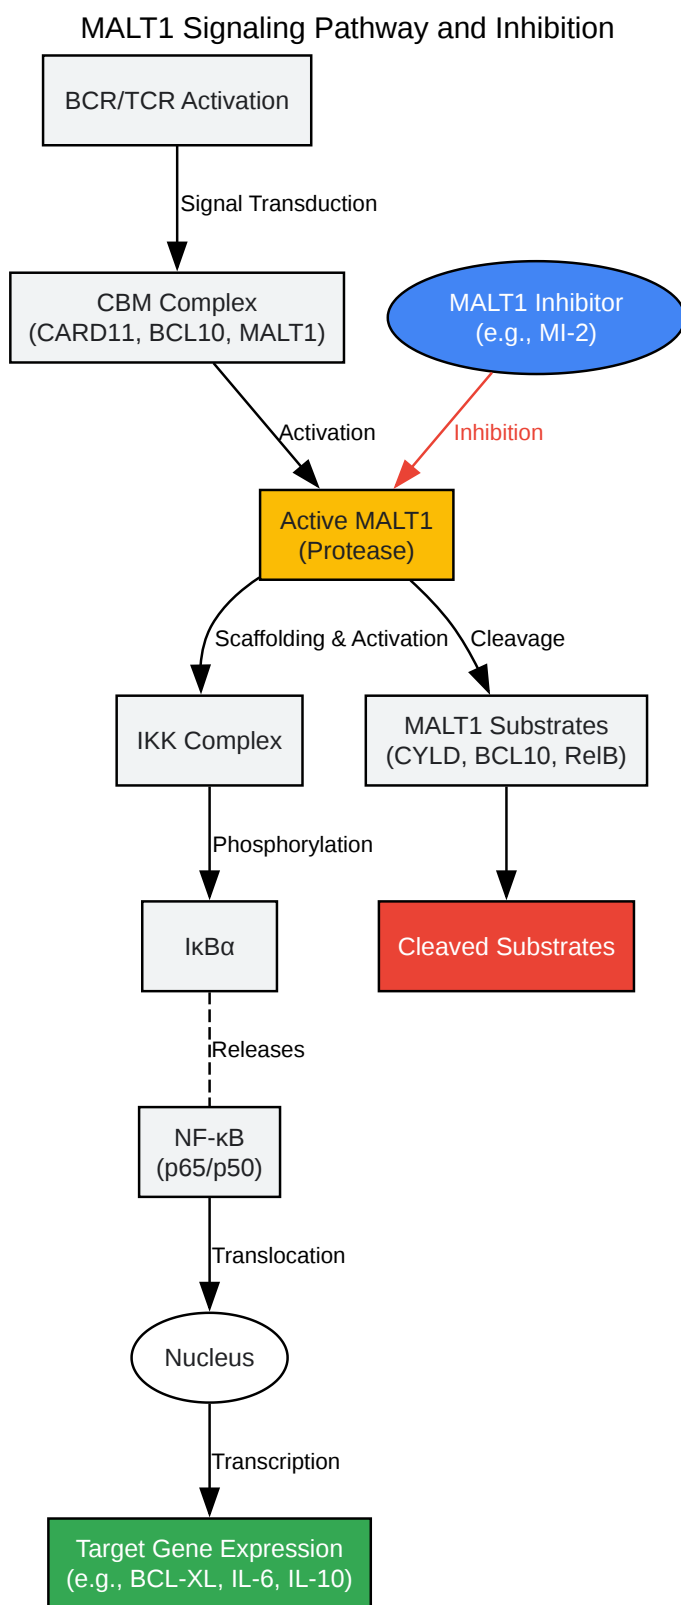 MALT1 Signaling Pathway and Inhibition
BCR/TCR Activation
Signal Transduction
CBM Complex
(CARD11, BCL10, MALT1)
MALT1 Inhibitor
(e.g., MI-2)
Activation
Inhibition
Active MALT1
(Protease)
Scaffolding & Activation
Cleavage
IKK Complex
MALT1 Substrates
(CYLD, BCL10, RelB)
Phosphorylation
IκBα
Cleaved Substrates
Releases
NF-κB
(p65/p50)
Translocation
Nucleus
Transcription
Target Gene Expression
(e.g., BCL-XL, IL-6, IL-10)